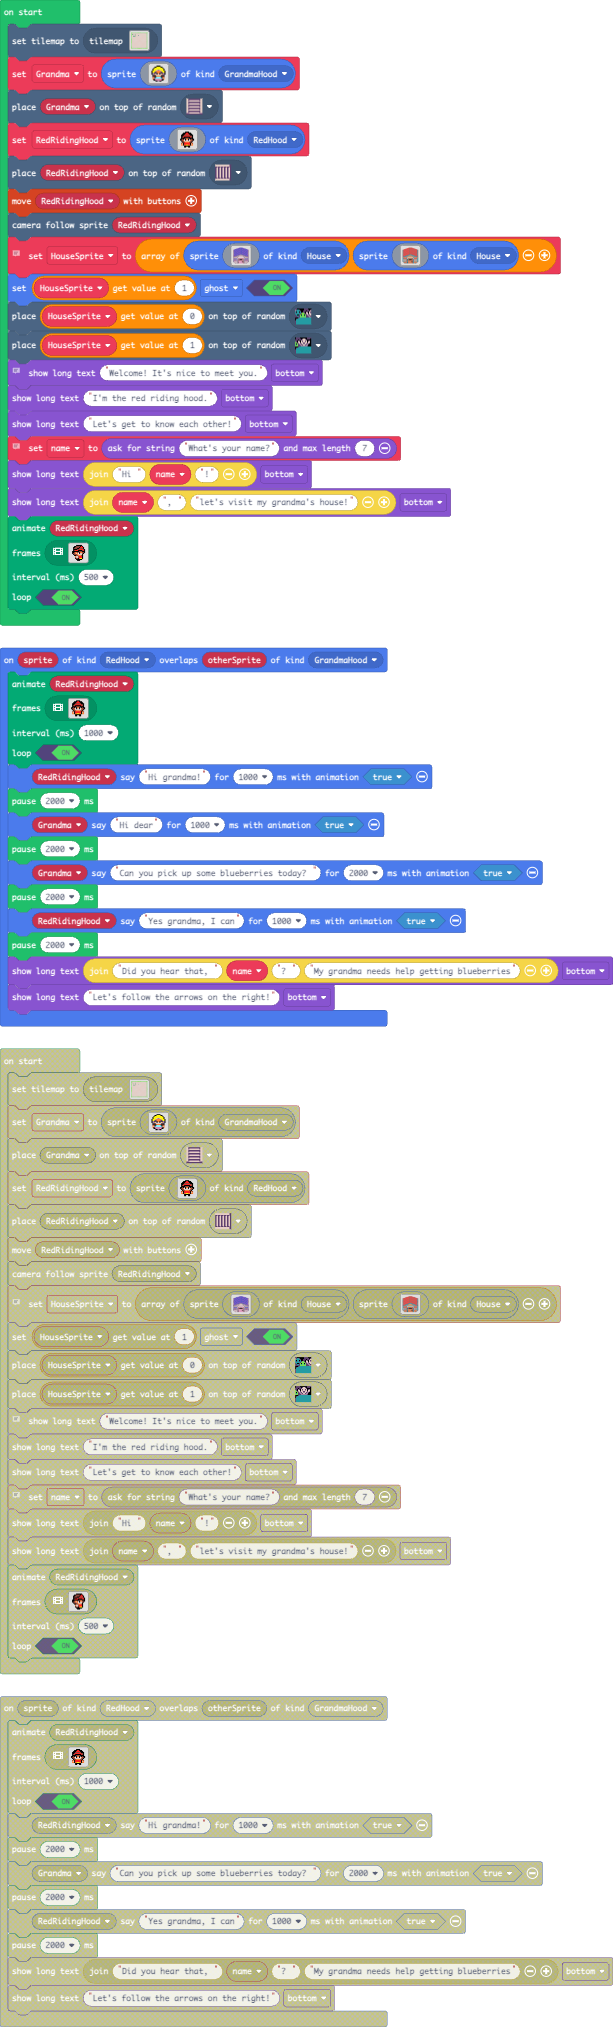 on start
set tilemap to tilemap
set Grandma to sprite of kind GrandmaHood
place Grandma on top of random
set RedRidingHood to sprite of kind RedHood
place RedRidingHood on top of random
move RedRidingHood with buttons
camera follow sprite RedRidingHood
set HouseSprite to array of sprite of kind House sprite of kind House
set HouseSprite get value at 1 ghost ON
place HouseSprite get value at 0 on top of random
place HouseSprite get value at 1 on top of random
show long text "Welcome! It's nice to meet you." bottom
show long text "I'm the red riding hood." bottom
show long text "Let's get to know each other!" bottom
set name to ask for string "What's your name?" and max length 7
show long text join "Hi " name "!" bottom
show long text join name ", " "let's visit my grandma's house!" bottom
animate RedRidingHood
frames
interval (ms) 500
loop ON
on sprite of kind RedHood overlaps otherSprite of kind GrandmaHood
animate RedRidingHood
frames
interval (ms) 1000
loop ON
RedRidingHood say "Hi grandma!" for 1000 ms with animation true
pause 2000 ms
Grandma say "Hi dear" for 1000 ms with animation true
pause 2000 ms
Grandma say "Can you pick up some blueberries today? " for 2000 ms with animation true
pause 2000 ms
RedRidingHood say "Yes grandma, I can" for 1000 ms with animation true
pause 2000 ms
show long text join "Did you hear that, " name "? " "My grandma needs help getting blueberries" bottom
show long text "Let's follow the arrows on the right!" bottom
on start
set tilemap to tilemap
set Grandma to sprite of kind GrandmaHood
place Grandma on top of random
set RedRidingHood to sprite of kind RedHood
place RedRidingHood on top of random
move RedRidingHood with buttons
camera follow sprite RedRidingHood
set HouseSprite to array of sprite of kind House sprite of kind House
set HouseSprite get value at 1 ghost ON
place HouseSprite get value at 0 on top of random
place HouseSprite get value at 1 on top of random
show long text "Welcome! It's nice to meet you." bottom
show long text "I'm the red riding hood." bottom
show long text "Let's get to know each other!" bottom
set name to ask for string "What's your name?" and max length 7
show long text join "Hi " name "!" bottom
show long text join name ", " "let's visit my grandma's house!" bottom
animate RedRidingHood
frames
interval (ms) 500
loop ON
on sprite of kind RedHood overlaps otherSprite of kind GrandmaHood
animate RedRidingHood
frames
interval (ms) 1000
loop ON
RedRidingHood say "Hi grandma!" for 1000 ms with animation true
pause 2000 ms
Grandma say "Can you pick up some blueberries today? " for 2000 ms with animation true
pause 2000 ms
RedRidingHood say "Yes grandma, I can" for 1000 ms with animation true
pause 2000 ms
show long text join "Did you hear that, " name "? " "My grandma needs help getting blueberries" bottom
show long text "Let's follow the arrows on the right!" bottom